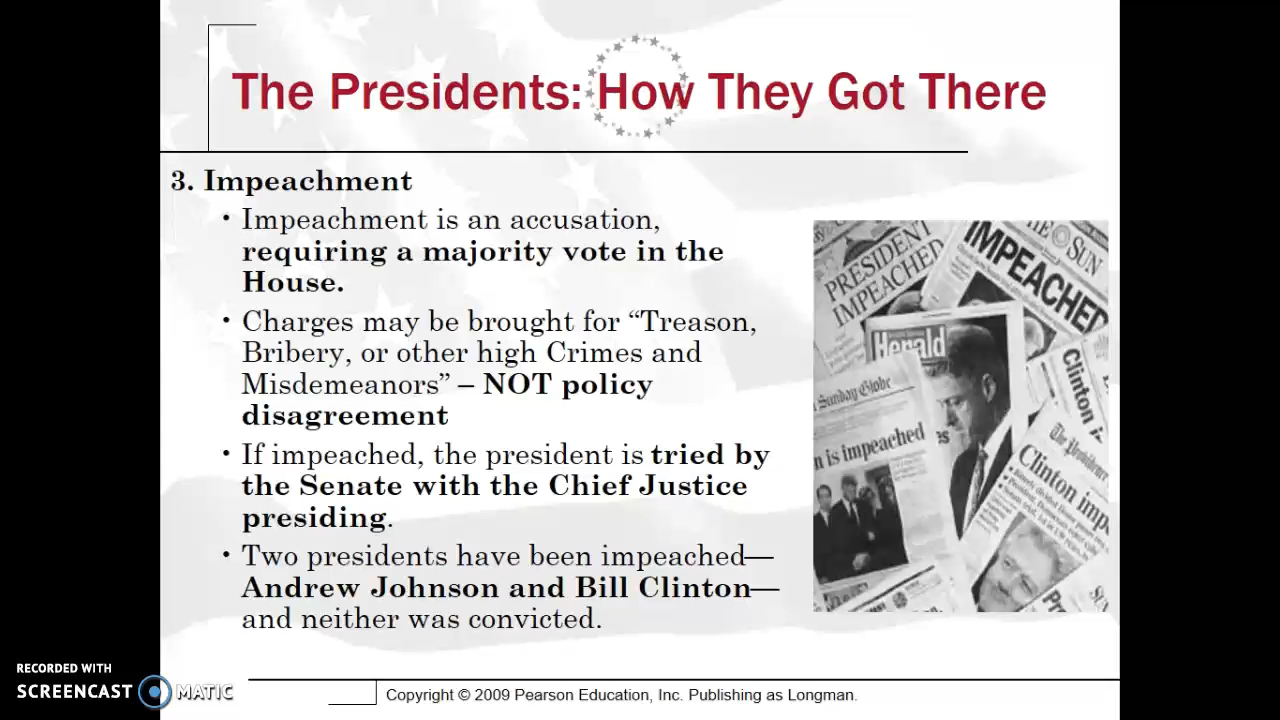 The Presidents: How They Got There
3. Impeachment
• Impeachment is an accusation,
requiring a majority vote in the
House.
• Charges may be brought for “Treason,
Bribery, or other high Crimes and
Misdemeanors” – NOT policy
disagreement
• If impeached, the president is tried by
the Senate with the Chief Justice
presiding.
• Two presidents have been impeached—
Andrew Johnson and Bill Clinton—
and neither was convicted.
PRESIDENT
IMPEACHED
THE SUN
IMPEACHED
Herald
Clinton
Sunday Globe
is impeached
Clinton
RECORDED WITH
SCREENCAST MATIC
Copyright © 2009 Pearson Education, Inc. Publishing as Longman.